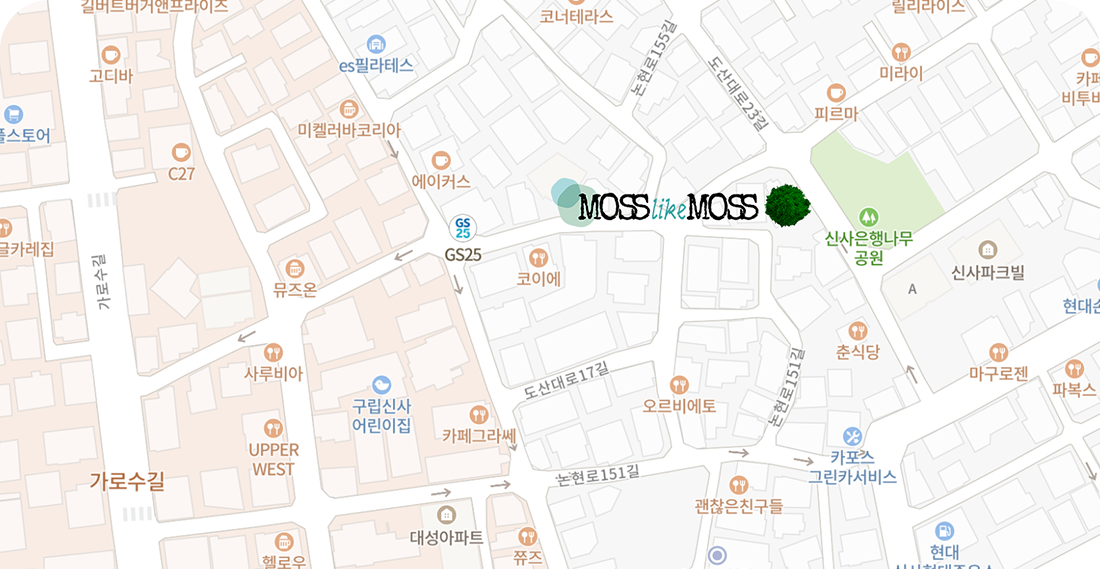 길버트버거앤프라이즈
코너테라스
릴리라이스
고디바
es필라테스
논현로155길
도산대로23길
미라이
카페
비투비
피르마
플스토어
미켈러바코리아
C27
에이커스
MOSS like MOSS
GS
25
GS25
글카레집
가로수길
뮤즈온
코이에
신사은행나무
공원
신사파크빌
A
현대손
사루비아
춘식당
마구로젠
파복스
도산대로17길
논현로151길
구립신사
어린이집
오르비에토
카페그라쎄
UPPER
WEST
가로수길
논현로151길
카포스
그린카서비스
괜찮은친구들
대성아파트
쮸즈
헬로우
현대